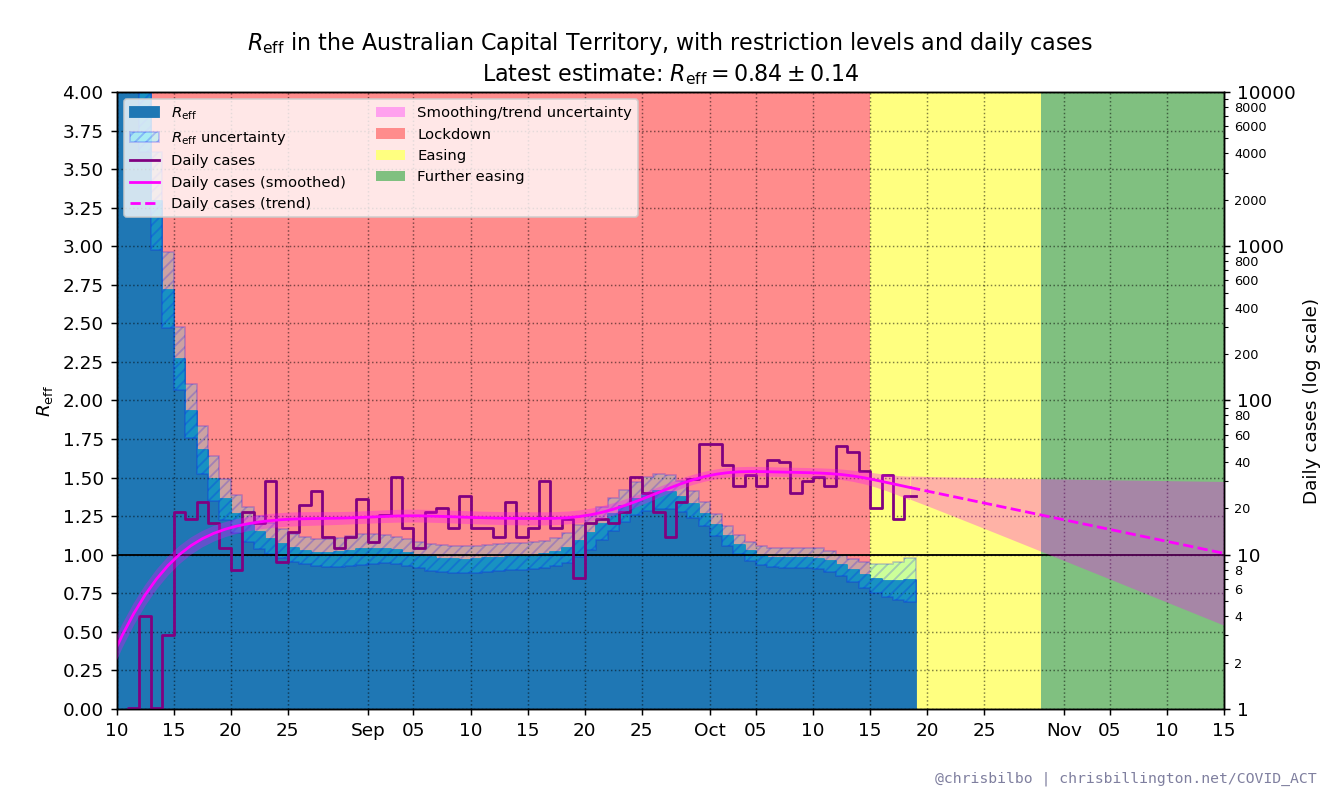 R_eff in the Australian Capital Territory, with restriction levels and daily cases
Latest estimate: R_eff = 0.84 ± 0.14
R_eff
R_eff uncertainty
Daily cases
Daily cases (smoothed)
Daily cases (trend)
Smoothing/trend uncertainty
Lockdown
Easing
Further easing
R_eff
4.00
3.75
3.50
3.25
3.00
2.75
2.50
2.25
2.00
1.75
1.50
1.25
1.00
0.75
0.50
0.25
0.00
10 15 20 25 Sep 05 10 15 20 25 Oct 05 10 15 20 25 Nov 05 10 15
10000
8000
6000
4000
2000
1000
800
600
400
200
100
80
60
40
20
10
8
6
4
2
1
Daily cases (log scale)
@chrisbilbo | chrisbillington.net/COVID_ACT